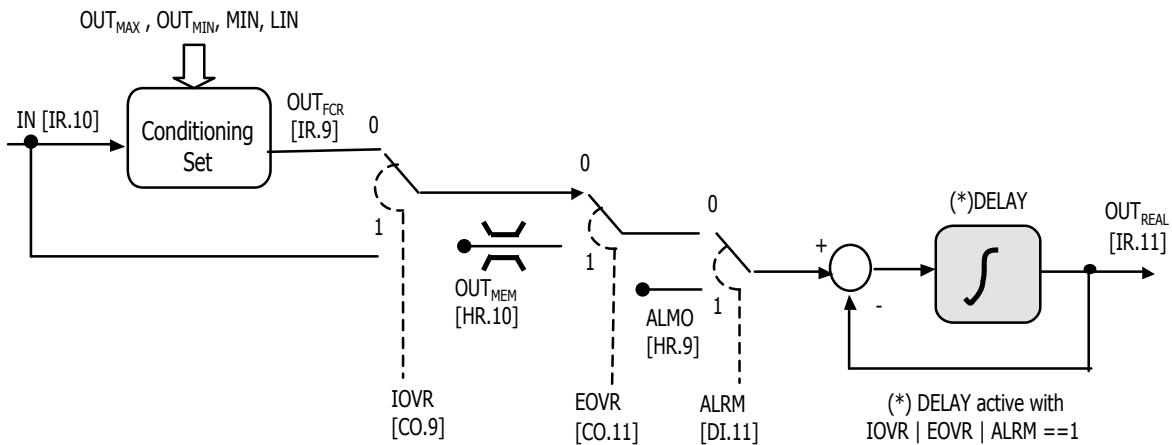 OUTMAX , OUTMIN, MIN, LIN
IN [IR.10]
Conditioning
Set
OUTFCR
[IR.9]
0
1
IOVR
[CO.9]
OUTMEM
[HR.10]
0
1
EOVR
[CO.11]
ALMO
[HR.9]
0
1
ALRM
[DI.11]
+
-
(*)DELAY
∫
OUTREAL
[IR.11]
(*) DELAY active with
IOVR | EOVR | ALRM ==1